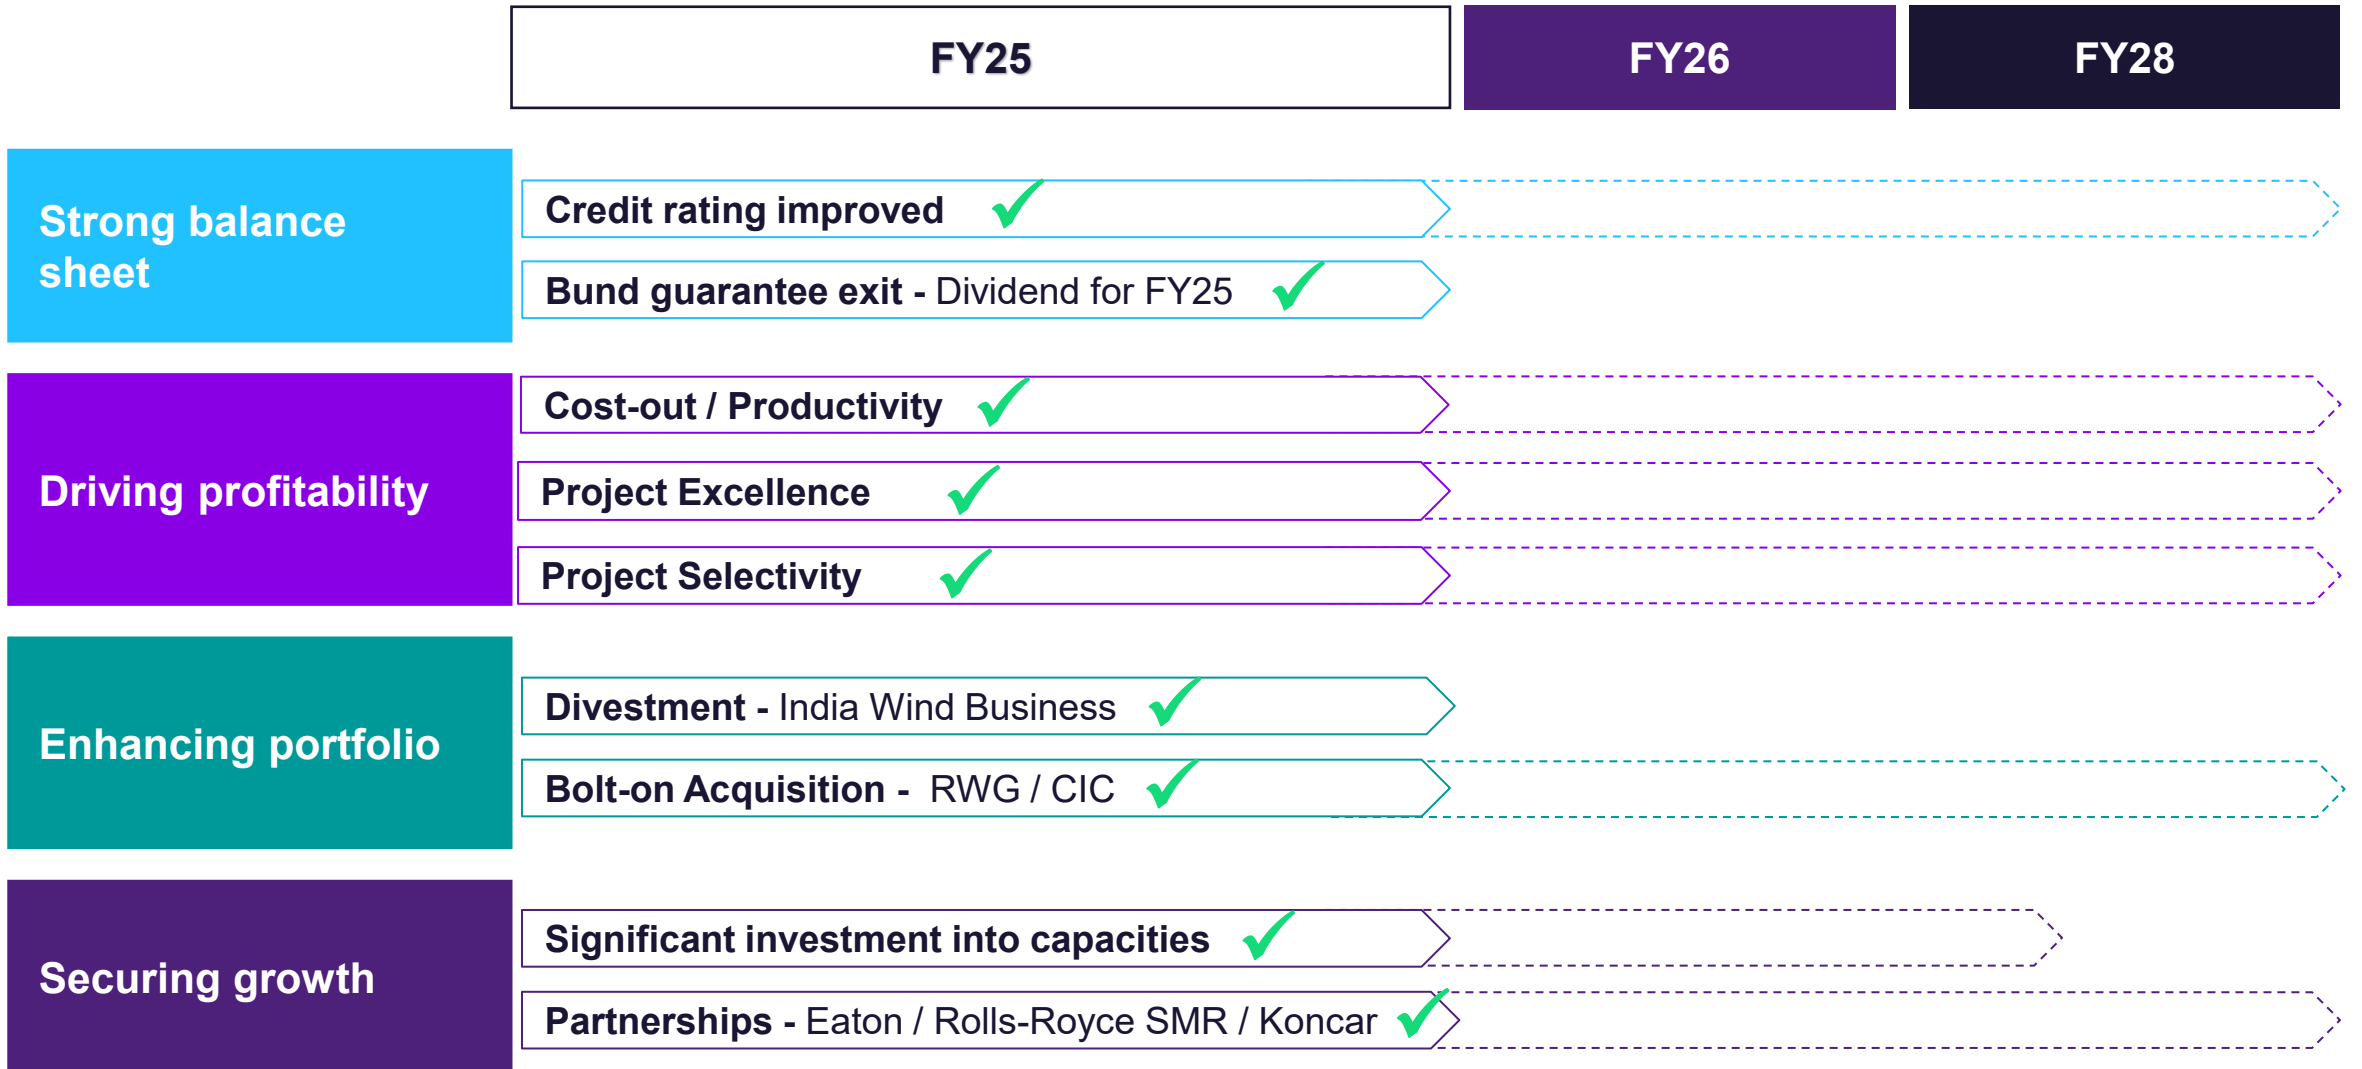 FY25
FY26
FY28
Strong balance
sheet
Credit rating improved
Bund guarantee exit - Dividend for FY25
Driving profitability
Cost-out / Productivity
Project Excellence
Project Selectivity
Enhancing portfolio
Divestment - India Wind Business
Bolt-on Acquisition - RWG / CIC
Securing growth
Significant investment into capacities
Partnerships - Eaton / Rolls-Royce SMR / Koncar